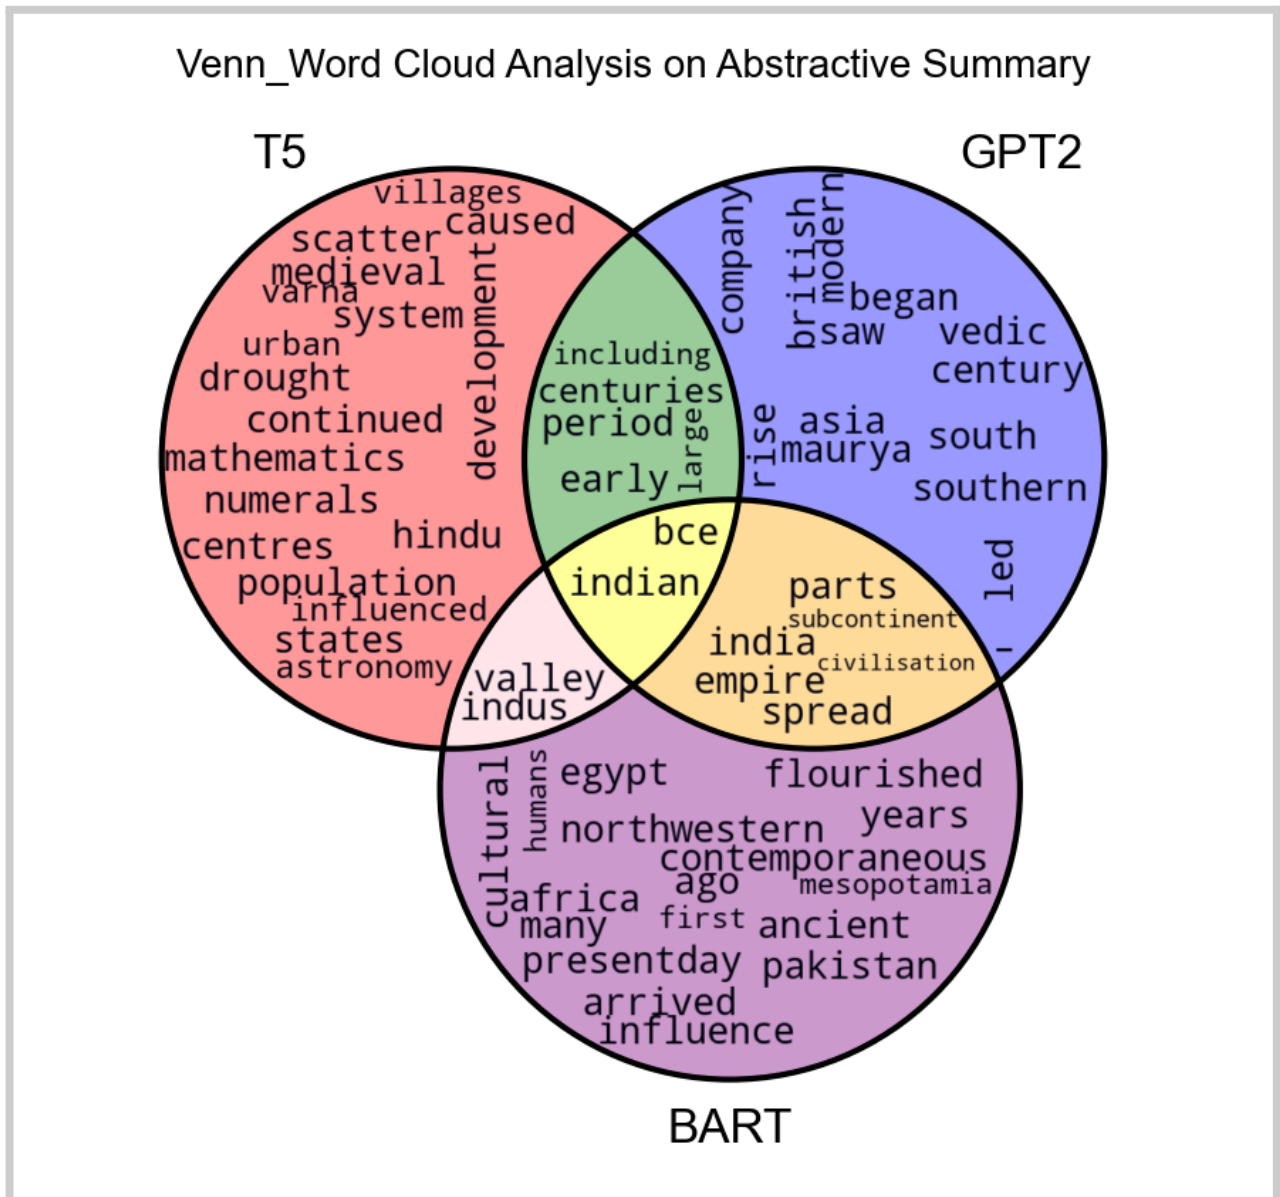 Venn_Word Cloud Analysis on Abstractive Summary
T5
GPT2
villages
caused
scatter
medieval
varna
system
development
urban
drought
continued
mathematics
numerals
hindu
centres
population
influenced
states
astronomy
including
centuries
period
large
early
company
british
modern
began
saw
vedic
century
rise
asia
maurya
south
southern
led
–
bce
indian
parts
subcontinent
india
civilisation
empire
spread
valley
indus
cultural
humans
egypt
flourished
years
northwestern
contemporaneous
ago
mesopotamia
africa
many
first
ancient
presentday
pakistan
arrived
influence
BART